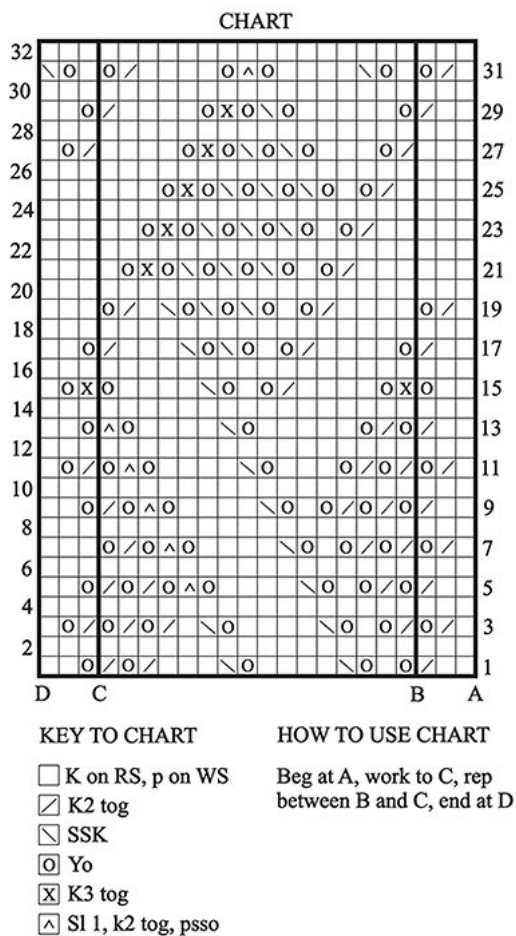 CHART
32
\ O O / O ^ O \ O O / 31
30
O / O X O \ O O / 29
28
O / O X O \ O \ O O / 27
26
O X O \ O \ O \ O O / 25
24
O X O \ O \ O \ O O / 23
22
O X O \ O \ O \ O O / 21
20
O / \ O \ O \ O O / O / 19
18
O / \ O \ O O / O / 17
16
O X O \ O O / O X O 15
14
O ^ O \ O O / O / 13
12
O / O ^ O \ O O / O / O / 11
10
O / O ^ O \ O O / O / O / 9
8
O / O ^ O \ O O / O / O / 7
6
O / O / O ^ O \ O O / O / 5
4
O / O / O / \ O \ O O / O / 3
2
O / O / \ O \ O O / 1
D C B A
KEY TO CHART
K on RS, p on WS
/ K2 tog
\ SSK
O Yo
X K3 tog
^ Sl 1, k2 tog, psso
HOW TO USE CHART
Beg at A, work to C, rep
between B and C, end at D